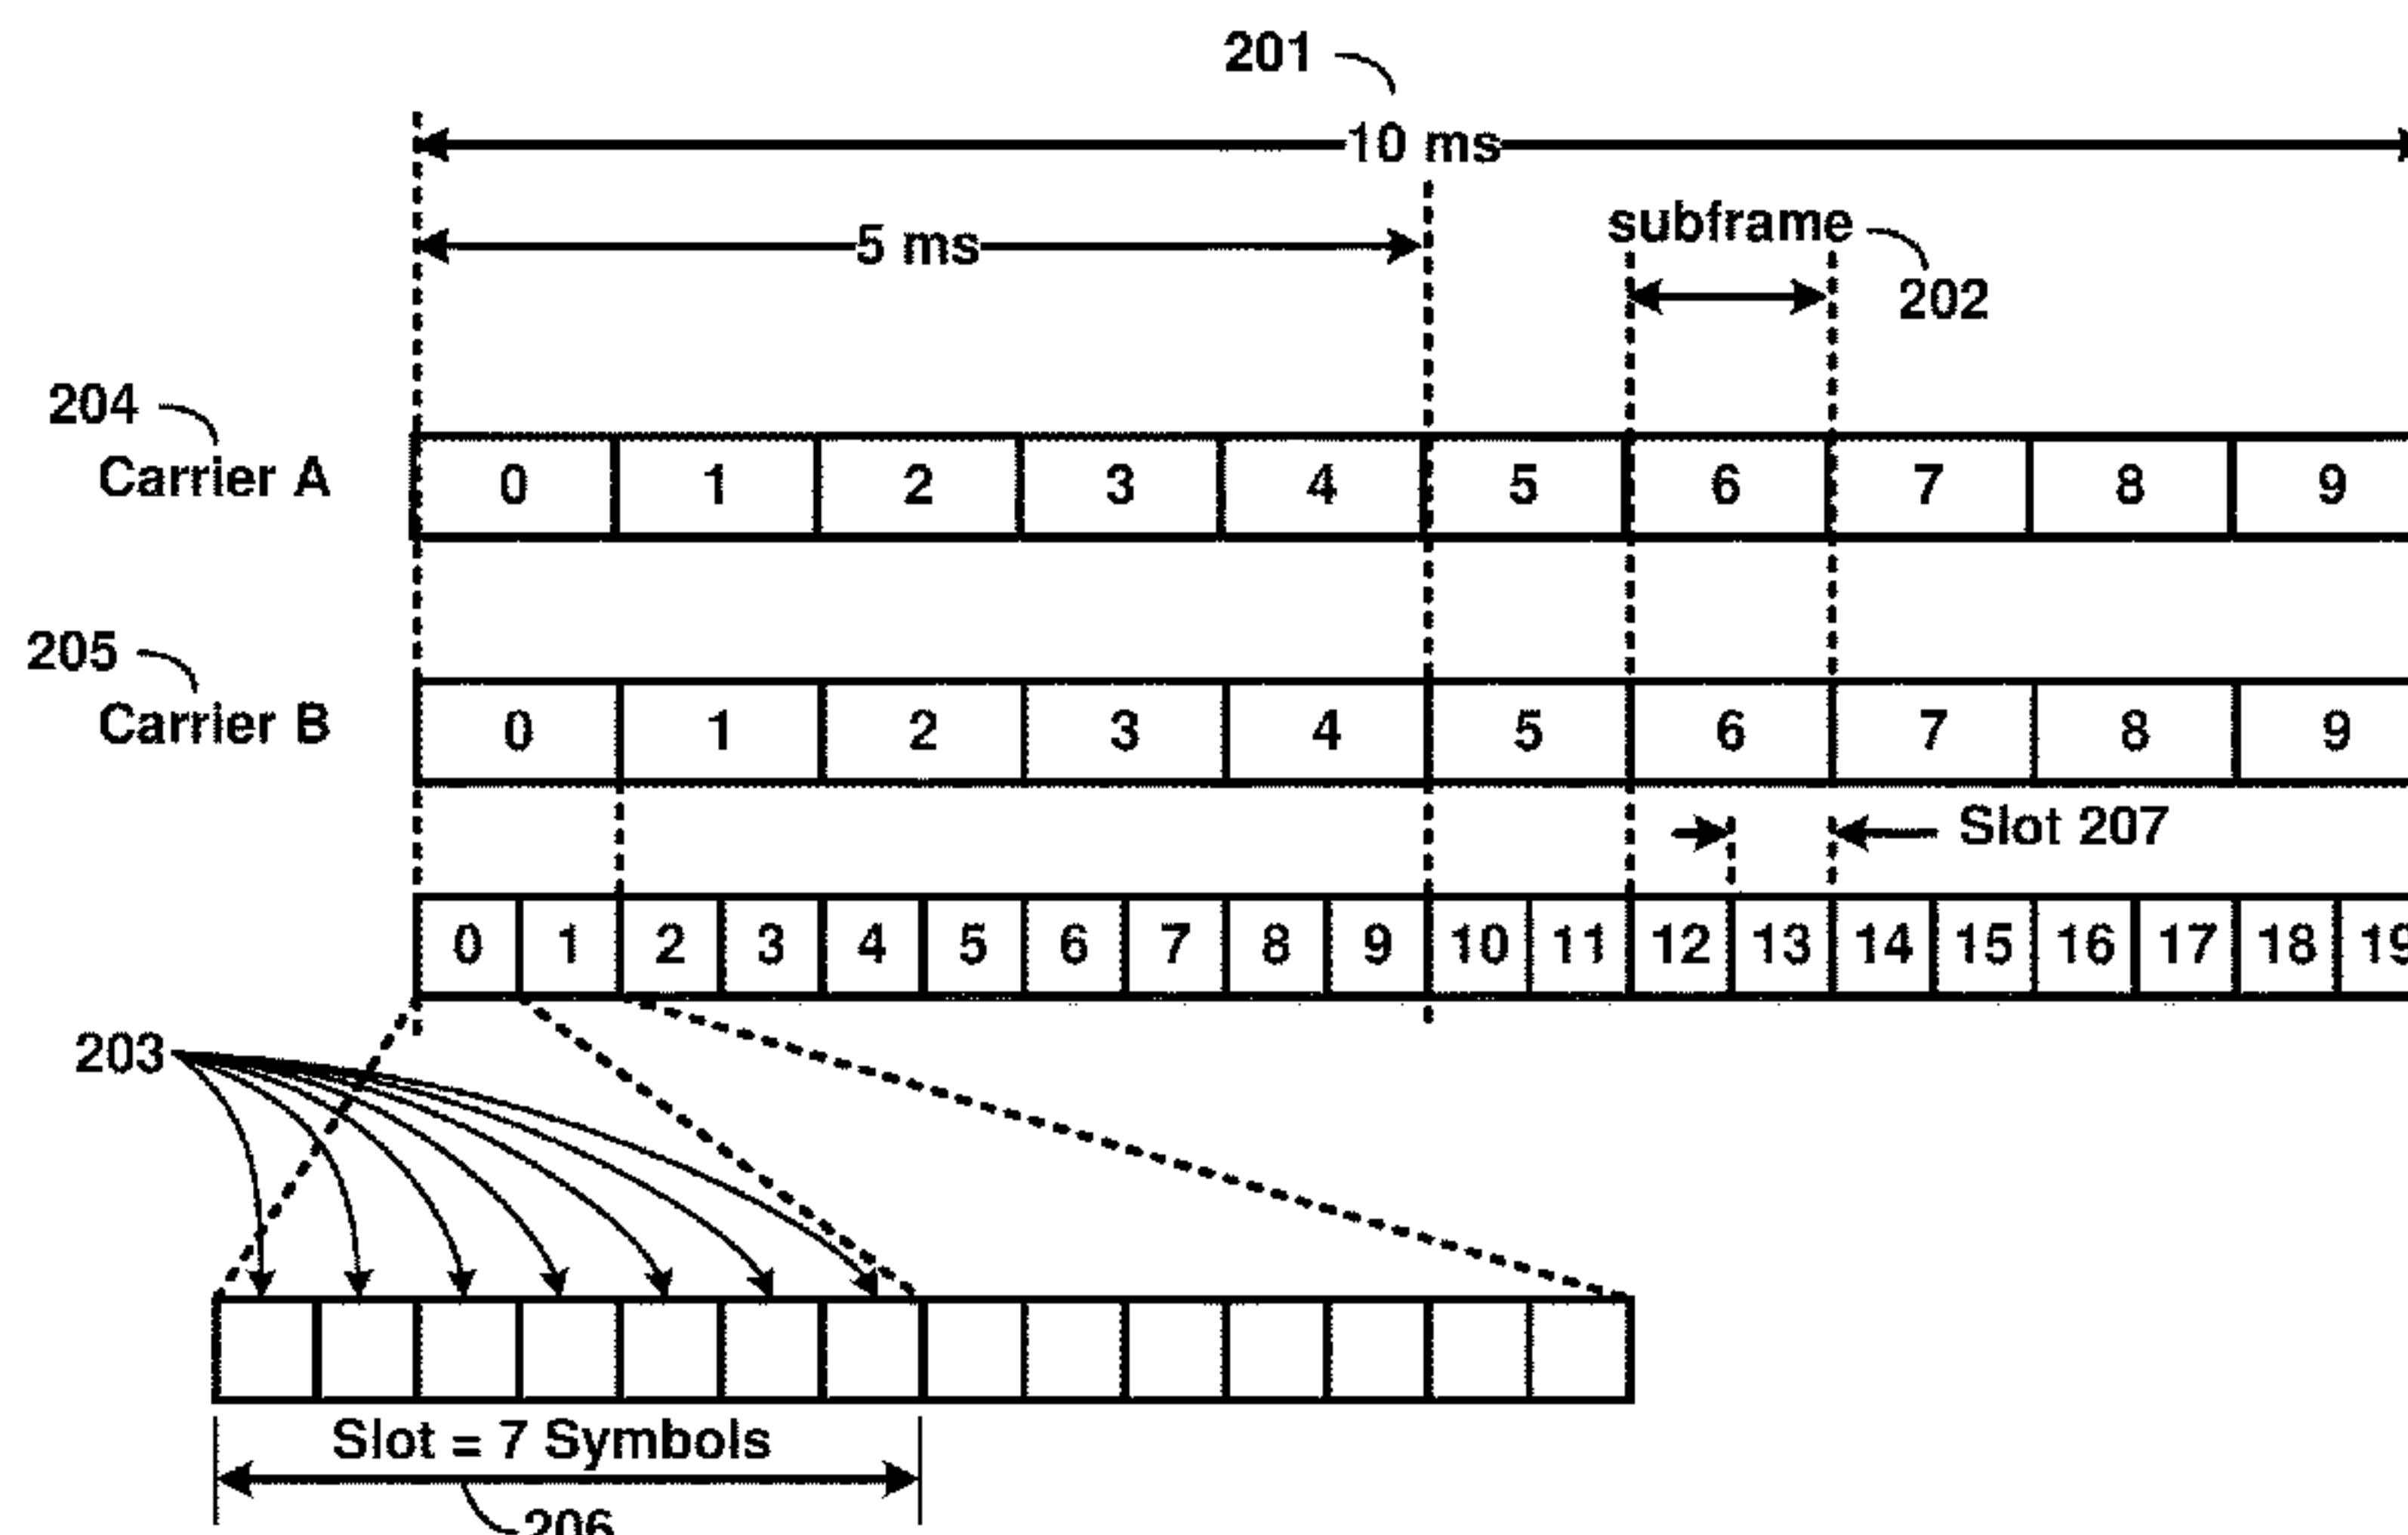 201
10 ms
5 ms
subframe
202
204
Carrier A
0 1 2 3 4 5 6 7 8 9
205
Carrier B
0 1 2 3 4 5 6 7 8 9
Slot 207
0 1 2 3 4 5 6 7 8 9 10 11 12 13 14 15 16 17 18 19
203
Slot = 7 Symbols
206